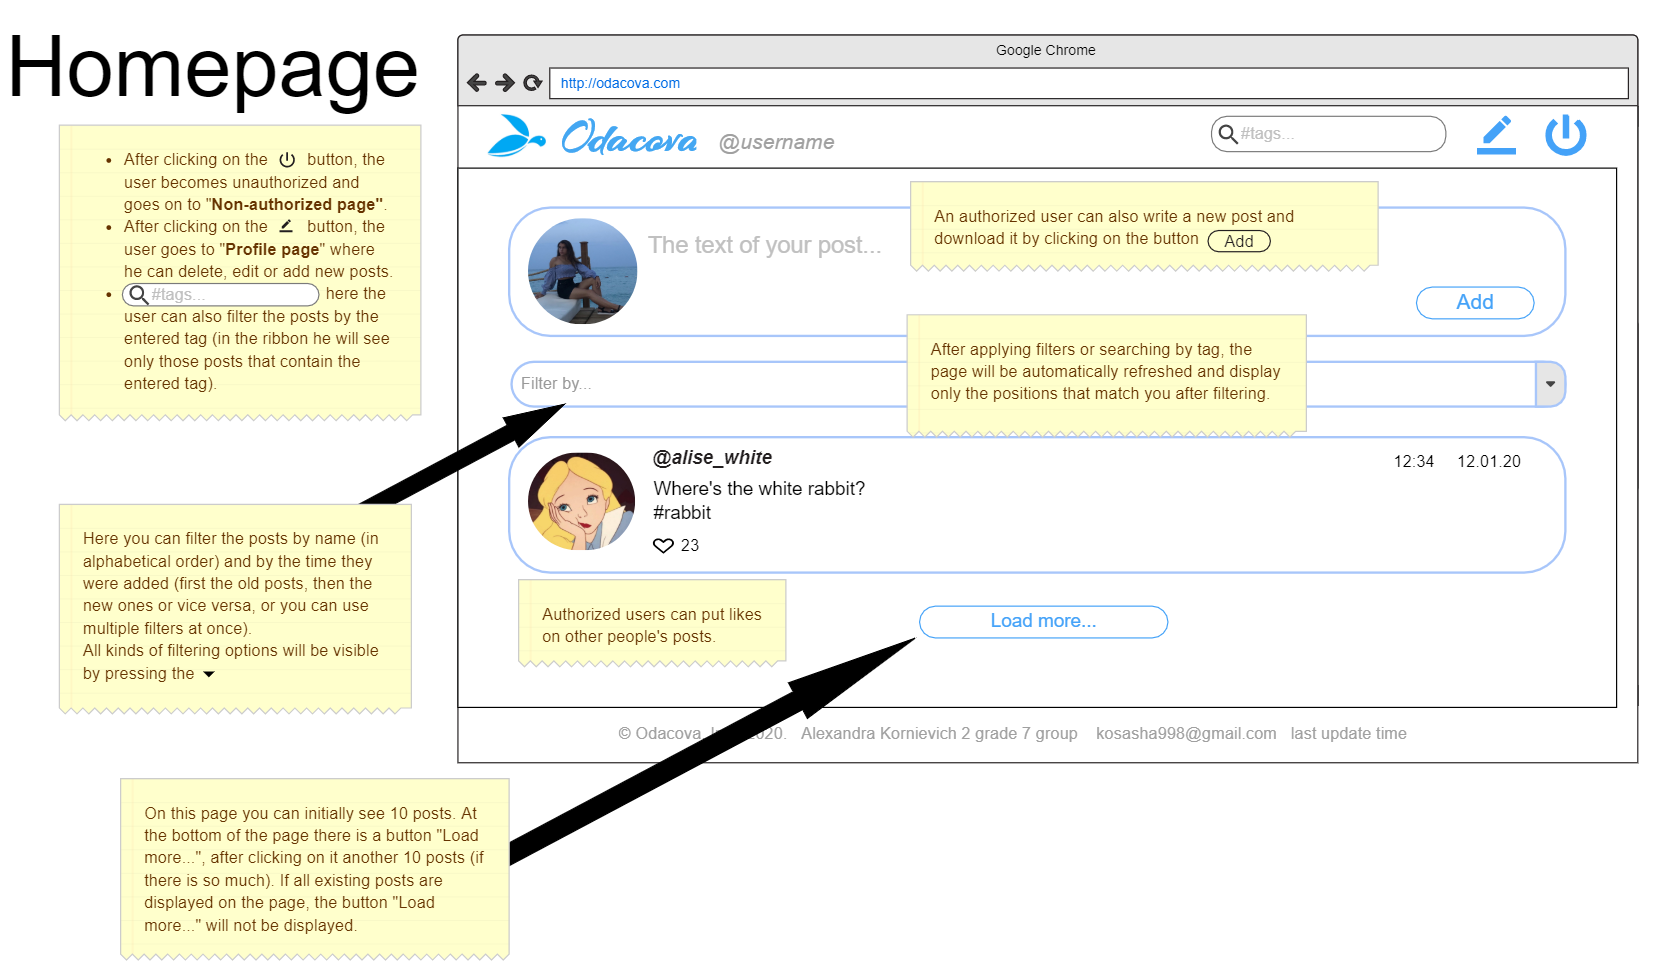 Homepage
After clicking on the button, the
user becomes unauthorized and
goes on to "Non-authorized page".
After clicking on the button, the
user goes to "Profile page" where
he can delete, edit or add new posts.
#tags... here the
user can also filter the posts by the
entered tag (in the ribbon he will see
only those posts that contain the
entered tag).
Here you can filter the posts by name (in
alphabetical order) and by the time they
were added (first the old posts, then the
new ones or vice versa, or you can use
multiple filters at once).
All kinds of filtering options will be visible
by pressing the
On this page you can initially see 10 posts. At
the bottom of the page there is a button "Load
more...", after clicking on it another 10 posts (if
there is so much). If all existing posts are
displayed on the page, the button "Load
more..." will not be displayed.
Google Chrome
http://odacova.com
Odacova @username #tags...
An authorized user can also write a new post and
download it by clicking on the button Add
The text of your post...
Add
After applying filters or searching by tag, the
page will be automatically refreshed and display
only the positions that match you after filtering.
Filter by...
@alise_white 12:34 12.01.20
Where's the white rabbit?
#rabbit
23
Authorized users can put likes
on other people's posts.
Load more...
© Odacova 2020. Alexandra Kornievich 2 grade 7 group kosasha998@gmail.com last update time